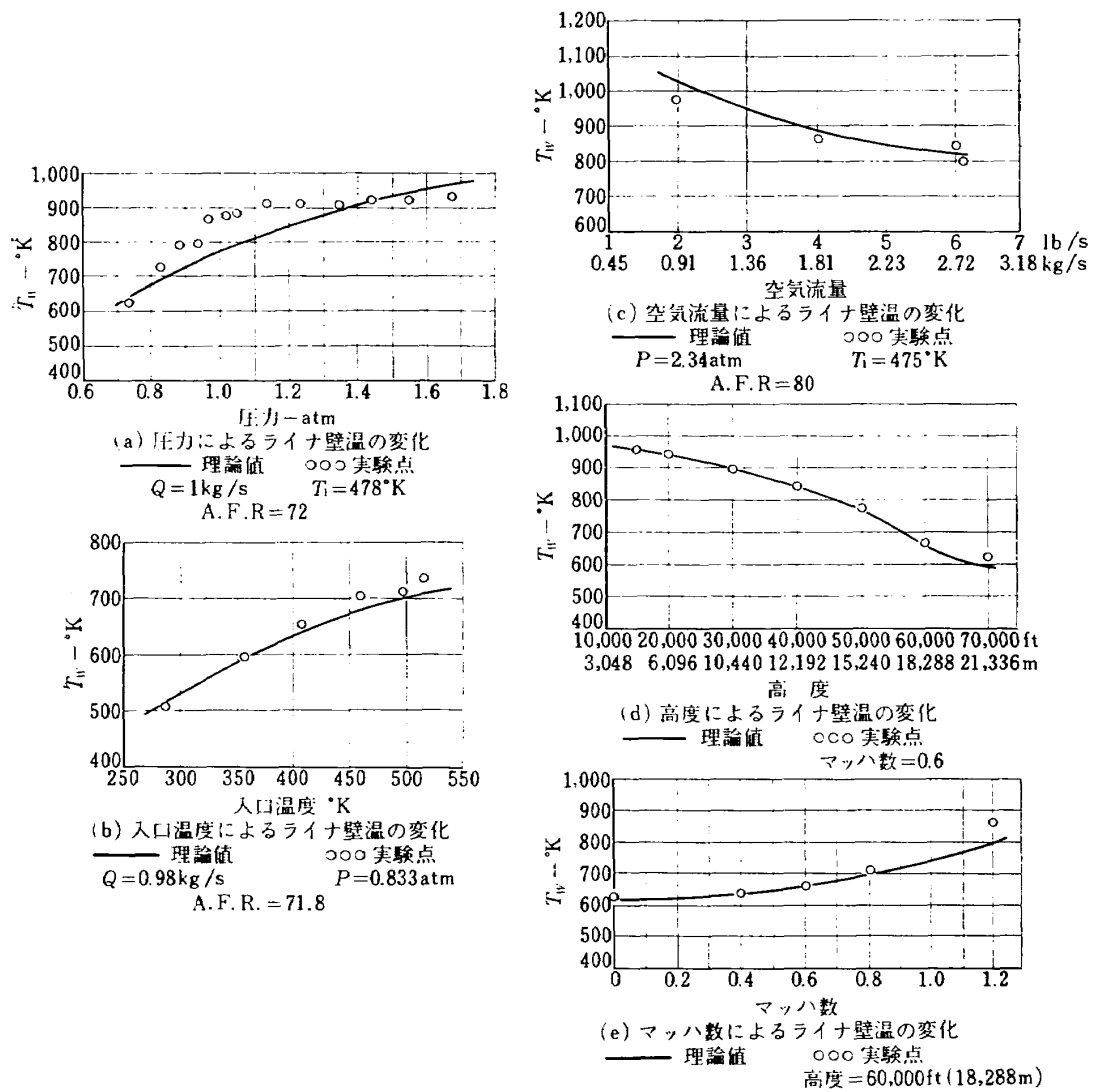 1,000
900
800
700
600
500
400
T_W — °K
0.6 0.8 1.0 1.2 1.4 1.6 1.8
圧力−atm
(a) 圧力によるライナ壁温の変化
—— 理論値 ○○○ 実験点
Q=1kg/s T₁=478°K
A.F.R=72
800
700
600
500
400
T_W — °K
250 300 350 400 450 500 550
入口温度 °K
(b) 入口温度によるライナ壁温の変化
—— 理論値 ○○○ 実験点
Q=0.98kg/s P=0.833atm
A.F.R.=71.8
1,200
1,100
1,000
900
800
700
600
T_W — °K
1 2 3 4 5 6 7 lb/s
0.45 0.91 1.36 1.81 2.23 2.72 3.18 kg/s
空気流量
(c) 空気流量によるライナ壁温の変化
—— 理論値 ○○○ 実験点
P=2.34atm T₁=475°K
A.F.R=80
1,100
1,000
900
800
700
600
500
400
T_W — °K
10,000 20,000 30,000 40,000 50,000 60,000 70,000ft
3.048 6.096 10,440 12,192 15,240 18,288 21,336m
高 度
(d) 高度によるライナ壁温の変化
—— 理論値 ○○○ 実験点
マッハ数=0.6
1,000
900
800
700
600
500
400
T_W — °K
0 0.2 0.4 0.6 0.8 1.0 1.2
マッハ数
(e) マッハ数によるライナ壁温の変化
—— 理論値 ○○○ 実験点
高度=60,000ft(18,288m)